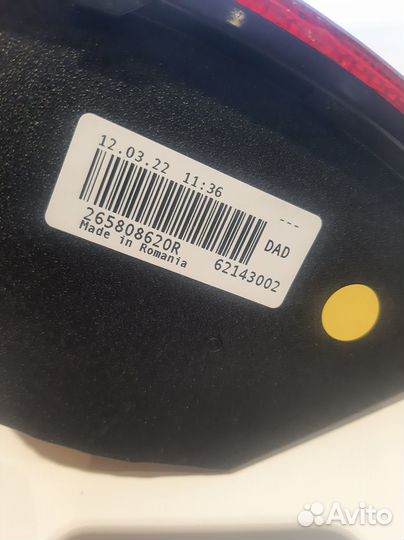 12.03.22 11:36 ---
265808620R DAD
Made in Romania 62143002
Avito